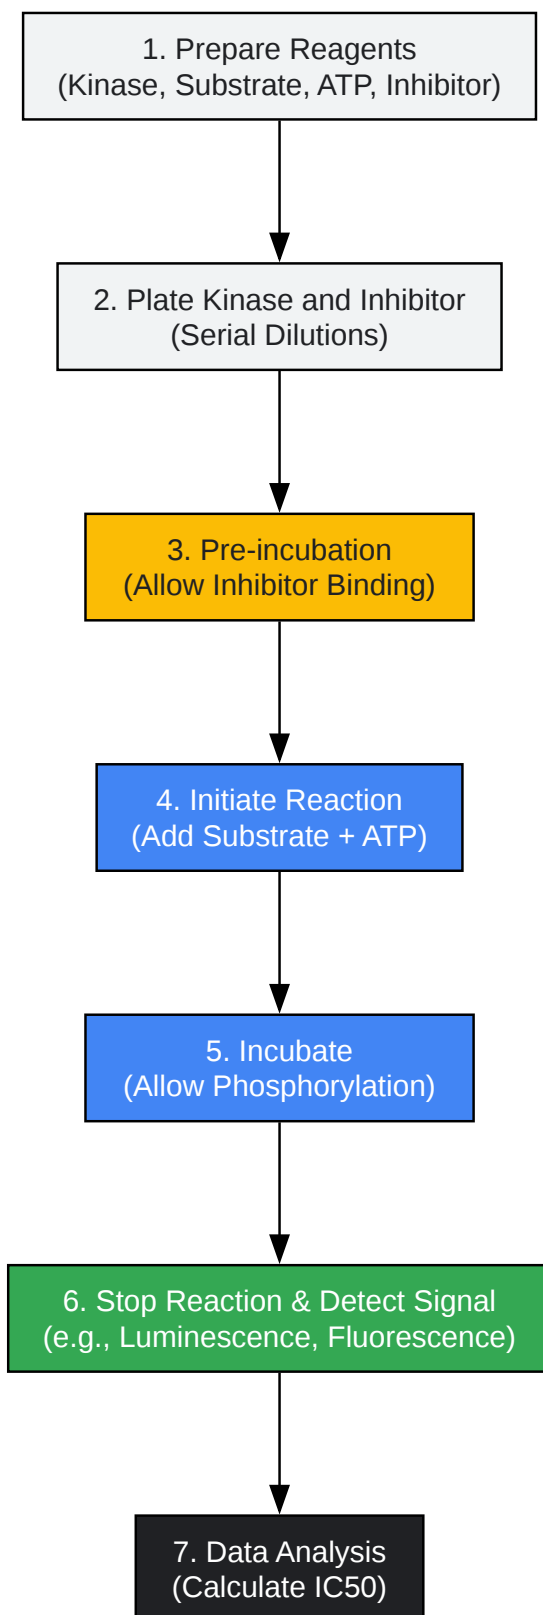 1. Prepare Reagents
(Kinase, Substrate, ATP, Inhibitor)
2. Plate Kinase and Inhibitor
(Serial Dilutions)
3. Pre-incubation
(Allow Inhibitor Binding)
4. Initiate Reaction
(Add Substrate + ATP)
5. Incubate
(Allow Phosphorylation)
6. Stop Reaction & Detect Signal
(e.g., Luminescence, Fluorescence)
7. Data Analysis
(Calculate IC50)